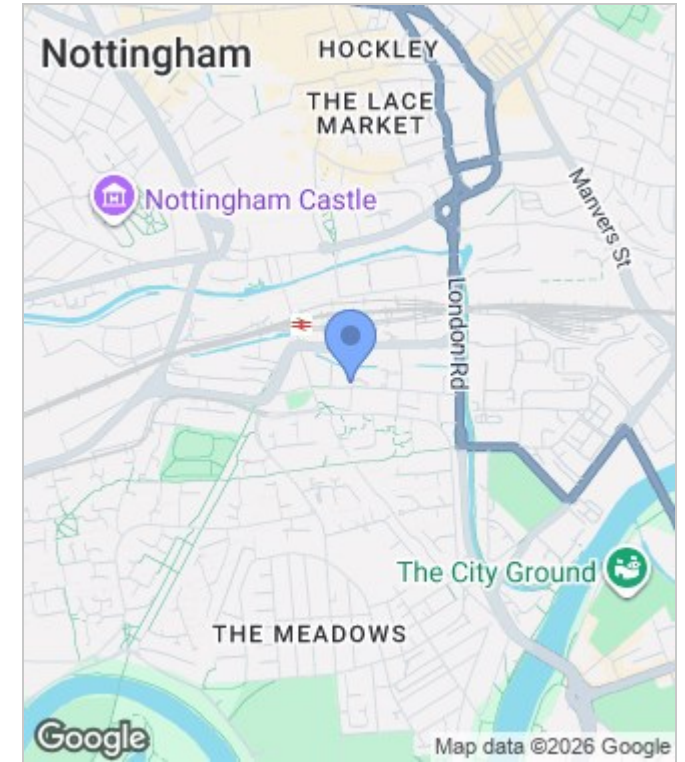 Nottingham
HOCKLEY
THE LACE
MARKET
Manvers St
Nottingham Castle
London Rd
The City Ground
THE MEADOWS
Google
Map data ©2026 Google